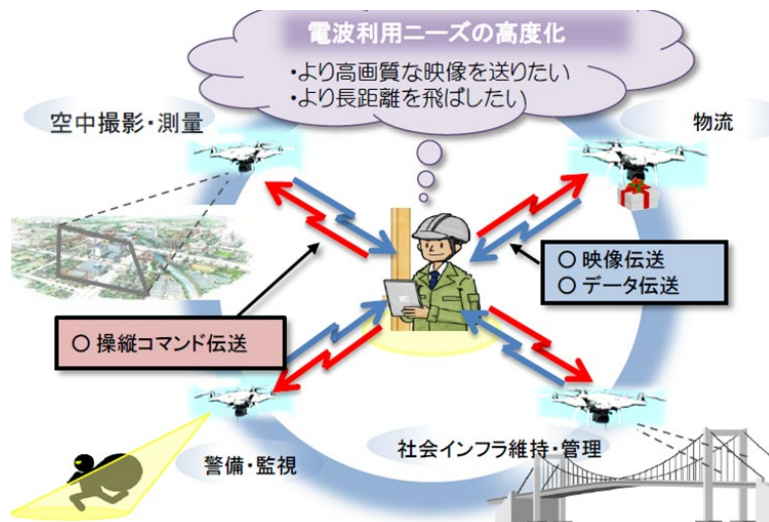 電波利用ニーズの高度化
・より高画質な映像を送りたい
・より長距離を飛ばしたい
空中撮影・測量
物流
〇 映像伝送
〇 データ伝送
〇 操縦コマンド伝送
警備・監視
社会インフラ維持・管理